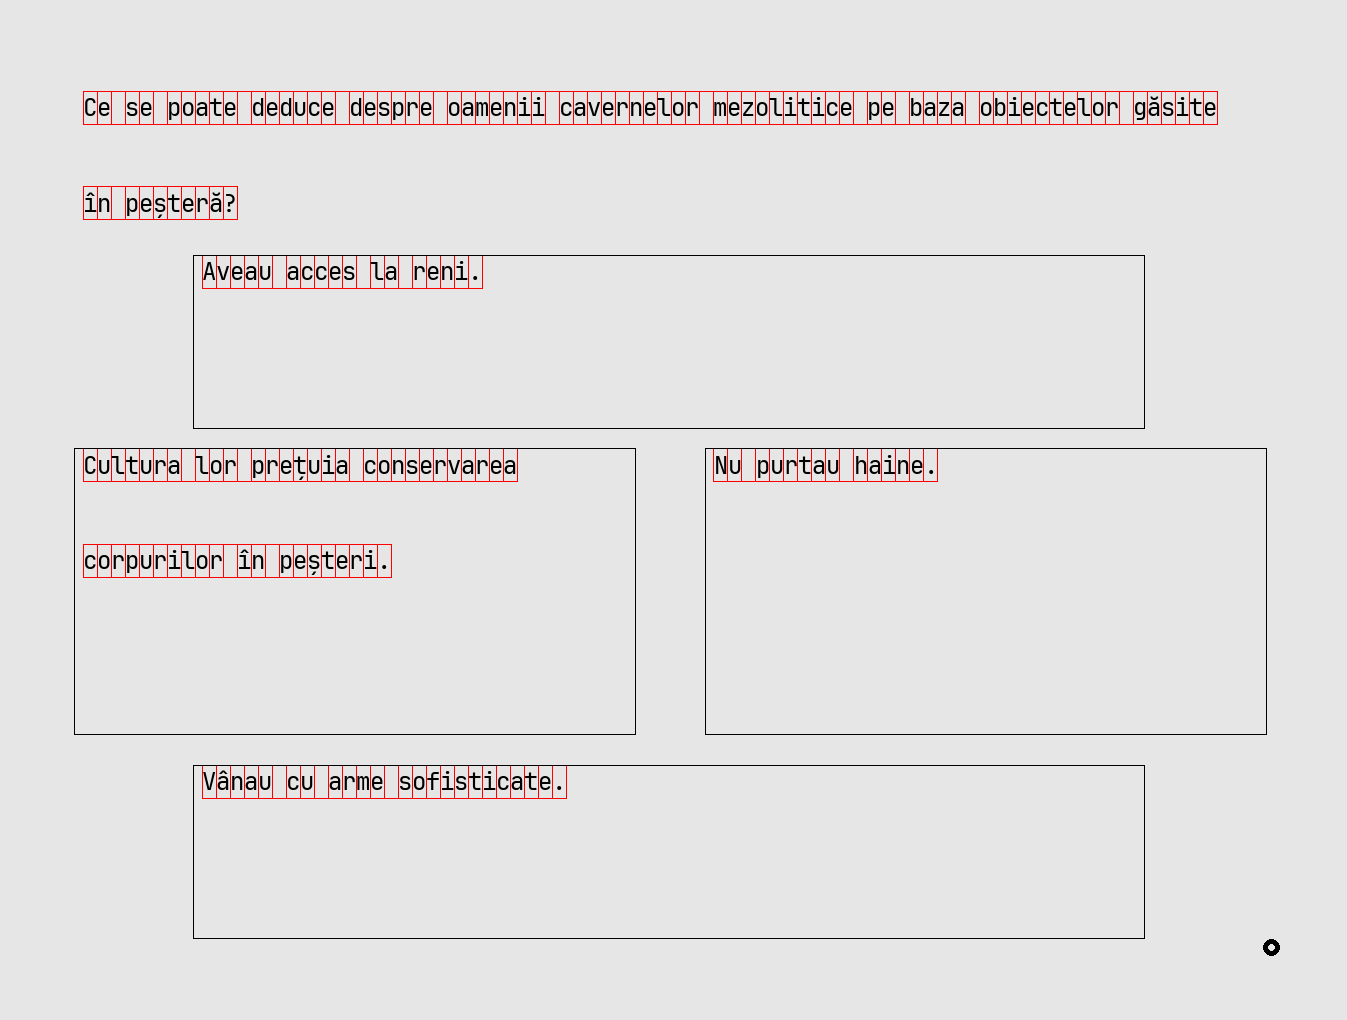 Ce se poate deduce despre oamenii cavernelor mezolitice pe baza obiectelor găsite
în peșteră?
Aveau acces la reni.
Cultura lor prețuia conservarea
corpurilor în peșteri.
Nu purtau haine.
Vânau cu arme sofisticate.